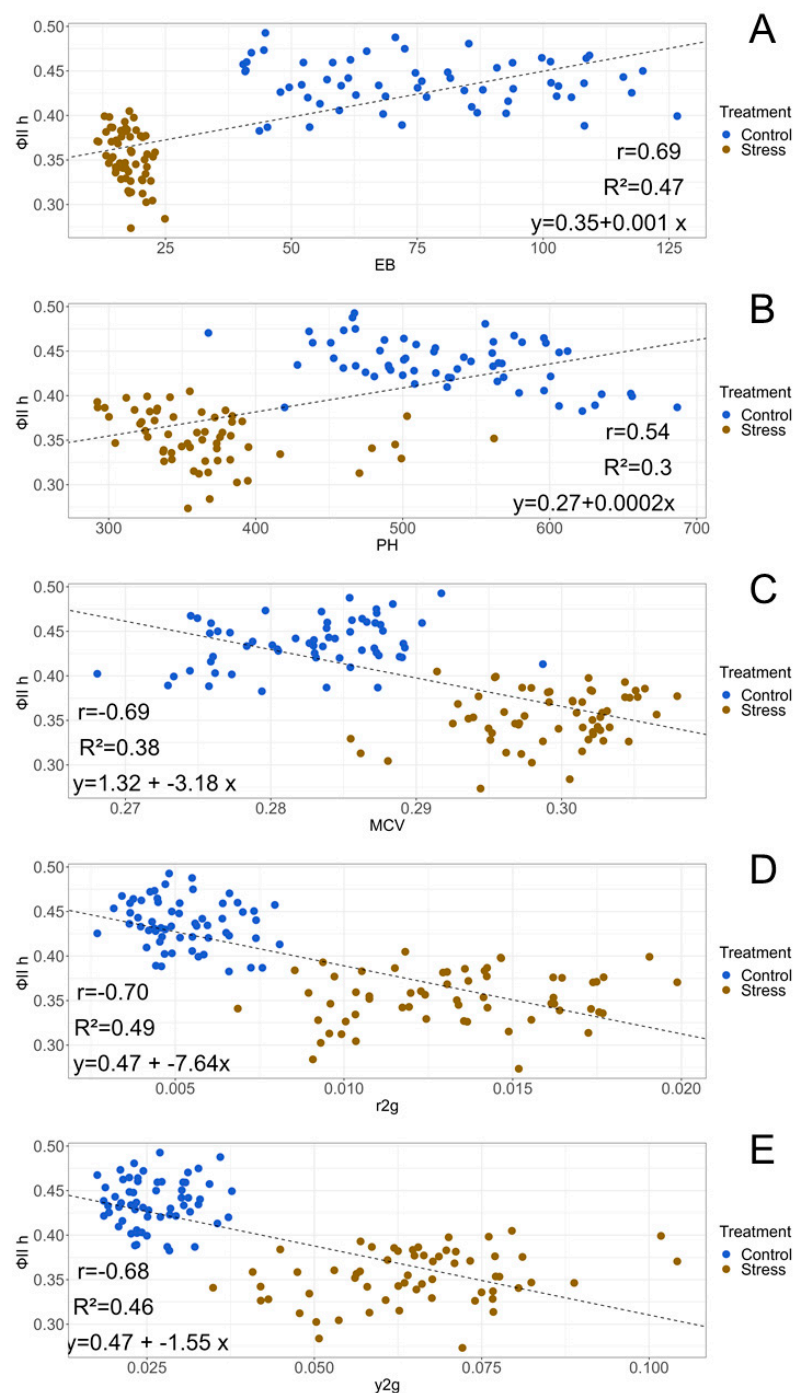 A
0.50
0.45
0.40
0.35
0.30
ΦII h
25
50
75
100
125
EB
r=0.69
R²=0.47
y=0.35+0.001 x
Treatment
Control
Stress
B
0.50
0.45
0.40
0.35
0.30
ΦII h
300
400
500
600
700
PH
r=0.54
R²=0.3
y=0.27+0.0002x
Treatment
Control
Stress
C
0.50
0.45
0.40
0.35
0.30
ΦII h
0.27
0.28
0.29
0.30
MCV
r=-0.69
R²=0.38
y=1.32 + -3.18 x
Treatment
Control
Stress
D
0.50
0.45
0.40
0.35
0.30
ΦII h
0.005
0.010
0.015
0.020
r2g
r=-0.70
R²=0.49
y=0.47 + -7.64x
Treatment
Control
Stress
E
0.50
0.45
0.40
0.35
0.30
ΦII h
0.025
0.050
0.075
0.100
y2g
r=-0.68
R²=0.46
y=0.47 + -1.55 x
Treatment
Control
Stress